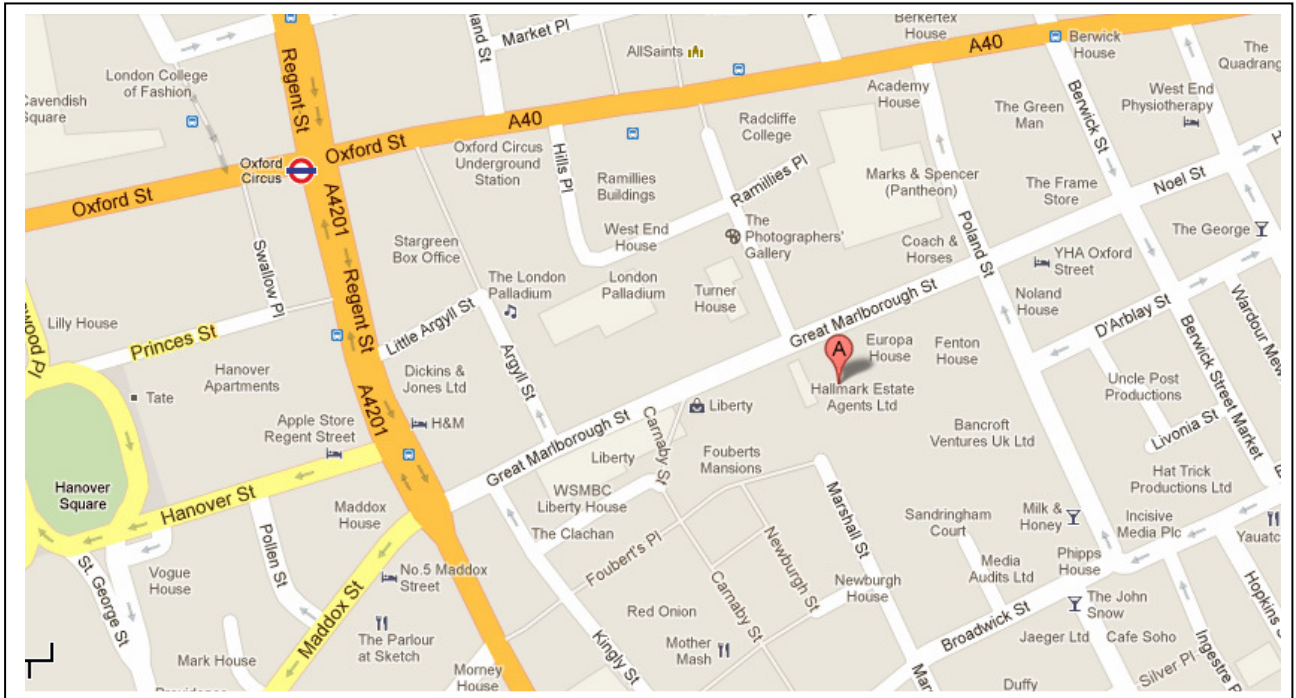 Berkertex
House
Market Pl
AllSaints
A40
Berwick
House
The
Quadrang
London College
of Fashion
Regent St
Academy
House
West End
Physiotherapy
Cavendish
Square
A40
The Green
Man
Berwick St
Radcliffe
College
Oxford St
Oxford Circus
Underground
Station
Hills Pl
Oxford
Circus
Ramillies
Buildings
Ramillies Pl
Marks & Spencer
(Pantheon)
The Frame
Store
Noel St
Oxford St
A4201
Stargreen
Box Office
West End
House
The
Photographers'
Gallery
Coach &
Horses
Poland St
The George
YHA Oxford
Street
Swallow Pl
Regent St
The London
Palladium
London
Palladium
Turner
House
Noland
House
Lilly House
Princes St
Little Argyll St
Great Marlborough St
D'Arblay St
Argyll St
Europa
House
Fenton
House
A
Berwick Street Market
Hanover
Apartments
Dickins &
Jones Ltd
Hallmark Estate
Agents Ltd
Uncle Post
Productions
Tate
A4201
Liberty
Carnaby St
Apple Store
Regent Street
H&M
Bancroft
Ventures Uk Ltd
Livonia St
Great Marlborough St
Liberty
Fouberts
Mansions
Hat Trick
Productions Ltd
Hanover
Square
Hanover St
WSMBC
Liberty House
Marshall St
Maddox
House
Sandringham
Court
Milk &
Honey
Incisive
Media Plc
The Clachan
Newburgh St
Pollen St
Foubert's Pl
Media
Audits Ltd
Phipps
House
Vogue
House
No.5 Maddox
Street
Newburgh
House
Hopkins
St. George St
Maddox St
Carnaby St
Red Onion
Broadwick St
The John
Snow
The Parlour
at Sketch
Kingly St
Mother
Mash
Jaeger Ltd
Cafe Soho
Ingestre Pl
Mark House
Morney
House
Silver Pl
Duffy